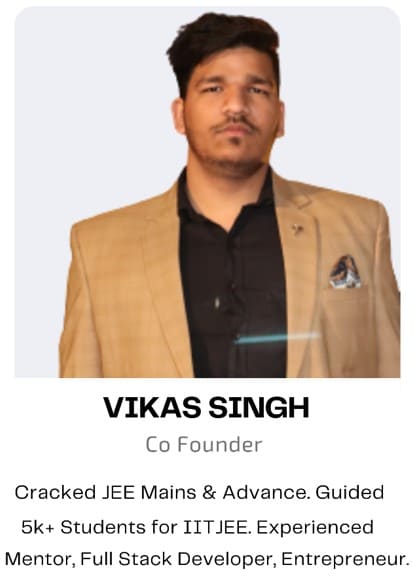 VIKAS SINGH
Co Founder
Cracked JEE Mains & Advance. Guided
5k+ Students for IITJEE. Experienced
Mentor, Full Stack Developer, Entrepreneur.